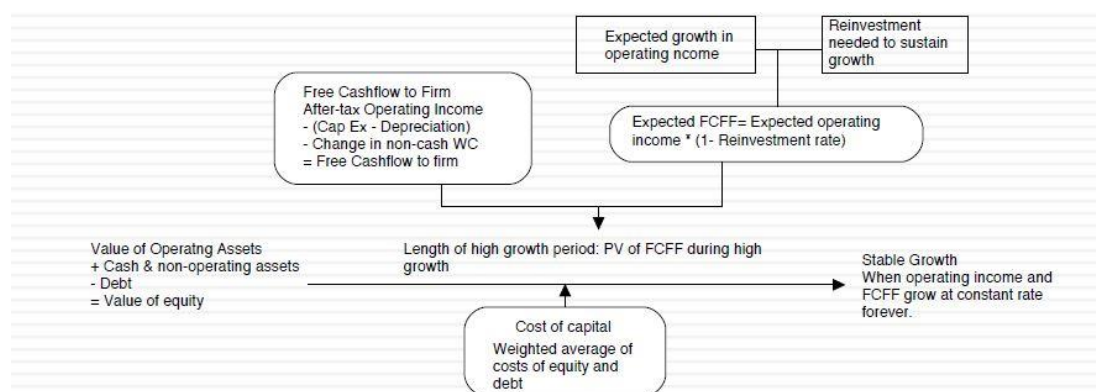 Expected growth in
operating ncome
Reinvestment
needed to sustain
growth
Free Cashflow to Firm
After-tax Operating Income
- (Cap Ex - Depreciation)
- Change in non-cash WC
= Free Cashflow to firm
Expected FCFF= Expected operating
income * (1- Reinvestment rate)
Value of Operatng Assets
+ Cash & non-operating assets
- Debt
= Value of equity
Length of high growth period: PV of FCFF during high
growth
Stable Growth
When operating income and
FCFF grow at constant rate
forever.
Cost of capital
Weighted average of
costs of equity and
debt